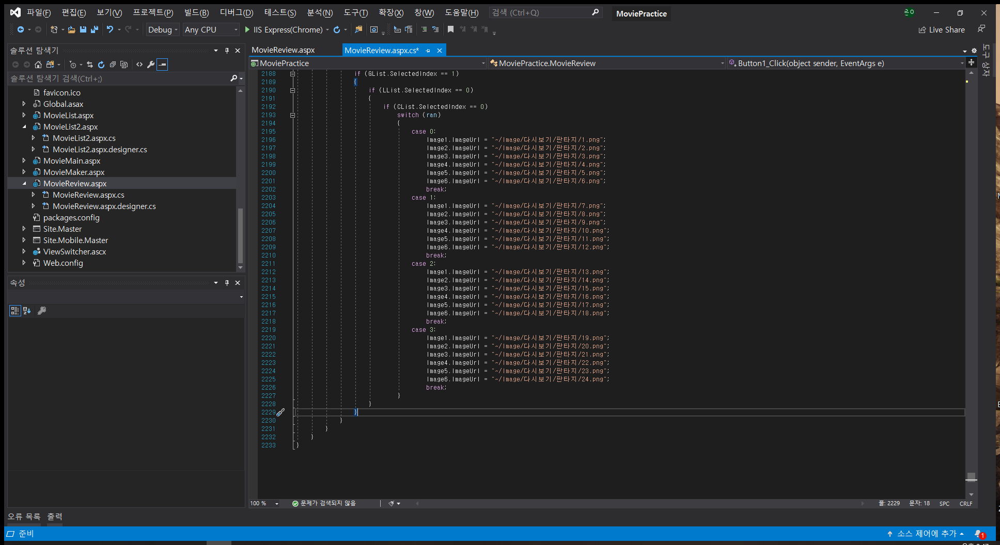 파일(F) 편집(E) 보기(V) 프로젝트(P) 빌드(B) 디버그(D) 테스트(S) 분석(N) 도구(T) 확장(X) 창(W) 도움말(H) 검색 (Ctrl+Q) MoviePractice
Debug Any CPU IIS Express(Chrome) Live Share
솔루션 탐색기
솔루션 탐색기 검색(Ctrl+;)
favicon.ico
Global.asax
MovieList.aspx
MovieList2.aspx
MovieList2.aspx.cs
MovieList2.aspx.designer.cs
MovieMain.aspx
MovieMaker.aspx
MovieReview.aspx
MovieReview.aspx.cs
MovieReview.aspx.designer.cs
packages.config
Site.Master
Site.Mobile.Master
ViewSwitcher.ascx
Web.config
속성
MovieReview.aspx MovieReview.aspx.cs*
도구 상자
MoviePractice MoviePractice.MovieReview Button1_Click(object sender, EventArgs e)
2188 if (GList.SelectedIndex == 1)
2189 {
2190 if (LList.SelectedIndex == 0)
2191 {
2192 if (CList.SelectedIndex == 0)
2193 switch (ran)
2194 {
2195 case 0:
2196 Image1.ImageUrl = "~/Image/다시보기/판타지/1.png";
2197 Image2.ImageUrl = "~/Image/다시보기/판타지/2.png";
2198 Image3.ImageUrl = "~/Image/다시보기/판타지/3.png";
2199 Image4.ImageUrl = "~/Image/다시보기/판타지/4.png";
2200 Image5.ImageUrl = "~/Image/다시보기/판타지/5.png";
2201 Image6.ImageUrl = "~/Image/다시보기/판타지/6.png";
2202 break;
2203 case 1:
2204 Image1.ImageUrl = "~/Image/다시보기/판타지/7.png";
2205 Image2.ImageUrl = "~/Image/다시보기/판타지/8.png";
2206 Image3.ImageUrl = "~/Image/다시보기/판타지/9.png";
2207 Image4.ImageUrl = "~/Image/다시보기/판타지/10.png";
2208 Image5.ImageUrl = "~/Image/다시보기/판타지/11.png";
2209 Image6.ImageUrl = "~/Image/다시보기/판타지/12.png";
2210 break;
2211 case 2:
2212 Image1.ImageUrl = "~/Image/다시보기/판타지/13.png";
2213 Image2.ImageUrl = "~/Image/다시보기/판타지/14.png";
2214 Image3.ImageUrl = "~/Image/다시보기/판타지/15.png";
2215 Image4.ImageUrl = "~/Image/다시보기/판타지/16.png";
2216 Image5.ImageUrl = "~/Image/다시보기/판타지/17.png";
2217 Image6.ImageUrl = "~/Image/다시보기/판타지/18.png";
2218 break;
2219 case 3:
2220 Image1.ImageUrl = "~/Image/다시보기/판타지/19.png";
2221 Image2.ImageUrl = "~/Image/다시보기/판타지/20.png";
2222 Image3.ImageUrl = "~/Image/다시보기/판타지/21.png";
2223 Image4.ImageUrl = "~/Image/다시보기/판타지/22.png";
2224 Image5.ImageUrl = "~/Image/다시보기/판타지/23.png";
2225 Image6.ImageUrl = "~/Image/다시보기/판타지/24.png";
2226 break;
2227 }
2228 }
2229 }
2230 }
2231 }
2232 }
2233 }
100 % 문제가 검색되지 않음 줄: 2229 문자: 18 SPC CRLF
오류 목록 출력
준비 소스 제어에 추가 1